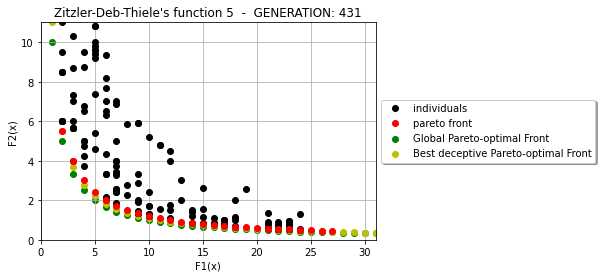 Zitzler-Deb-Thiele's function 5 - GENERATION: 431
10
8
6
4
2
0
F2(x)
0 5 10 15 20 25 30
F1(x)
individuals
pareto front
Global Pareto-optimal Front
Best deceptive Pareto-optimal Front